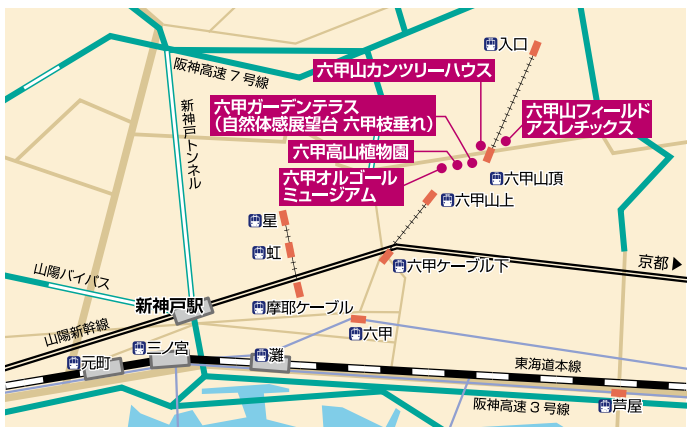 入口
阪神高速7号線
六甲山カンツリーハウス
六甲ガーデンテラス
(自然体感展望台 六甲枝垂れ)
六甲山フィールド
アスレチックス
新神戸トンネル
六甲高山植物園
六甲オルゴール
ミュージアム
六甲山頂
六甲山上
星
虹
六甲ケーブル下
京都▶
山陽バイパス
新神戸駅
摩耶ケーブル
山陽新幹線
六甲
元町
三ノ宮
灘
東海道本線
阪神高速3号線
芦屋